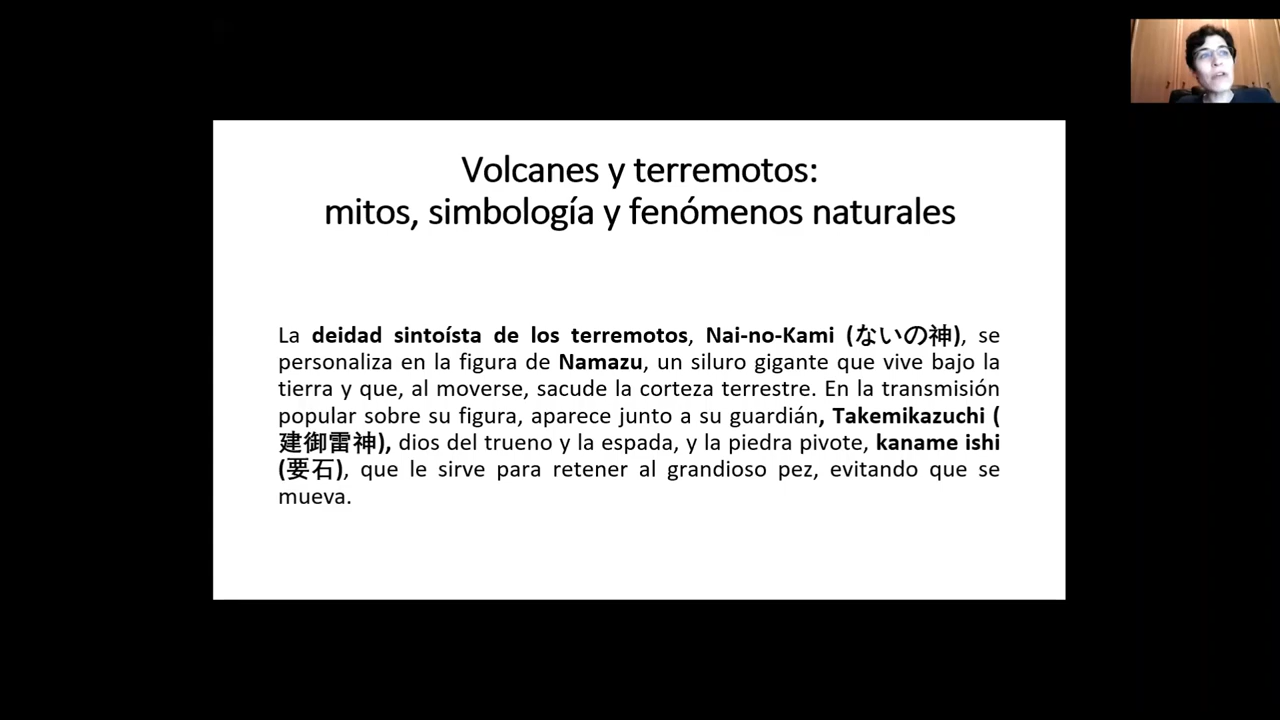 Volcanes y terremotos:
mitos, simbología y fenómenos naturales
La deidad sintoísta de los terremotos, Nai-no-Kami (ないの神), se
personaliza en la figura de Namazu, un siluro gigante que vive bajo la
tierra y que, al moverse, sacude la corteza terrestre. En la transmisión
popular sobre su figura, aparece junto a su guardián, Takemikazuchi (
建御雷神), dios del trueno y la espada, y la piedra pivote, kaname ishi
(要石), que le sirve para retener al grandioso pez, evitando que se
mueva.